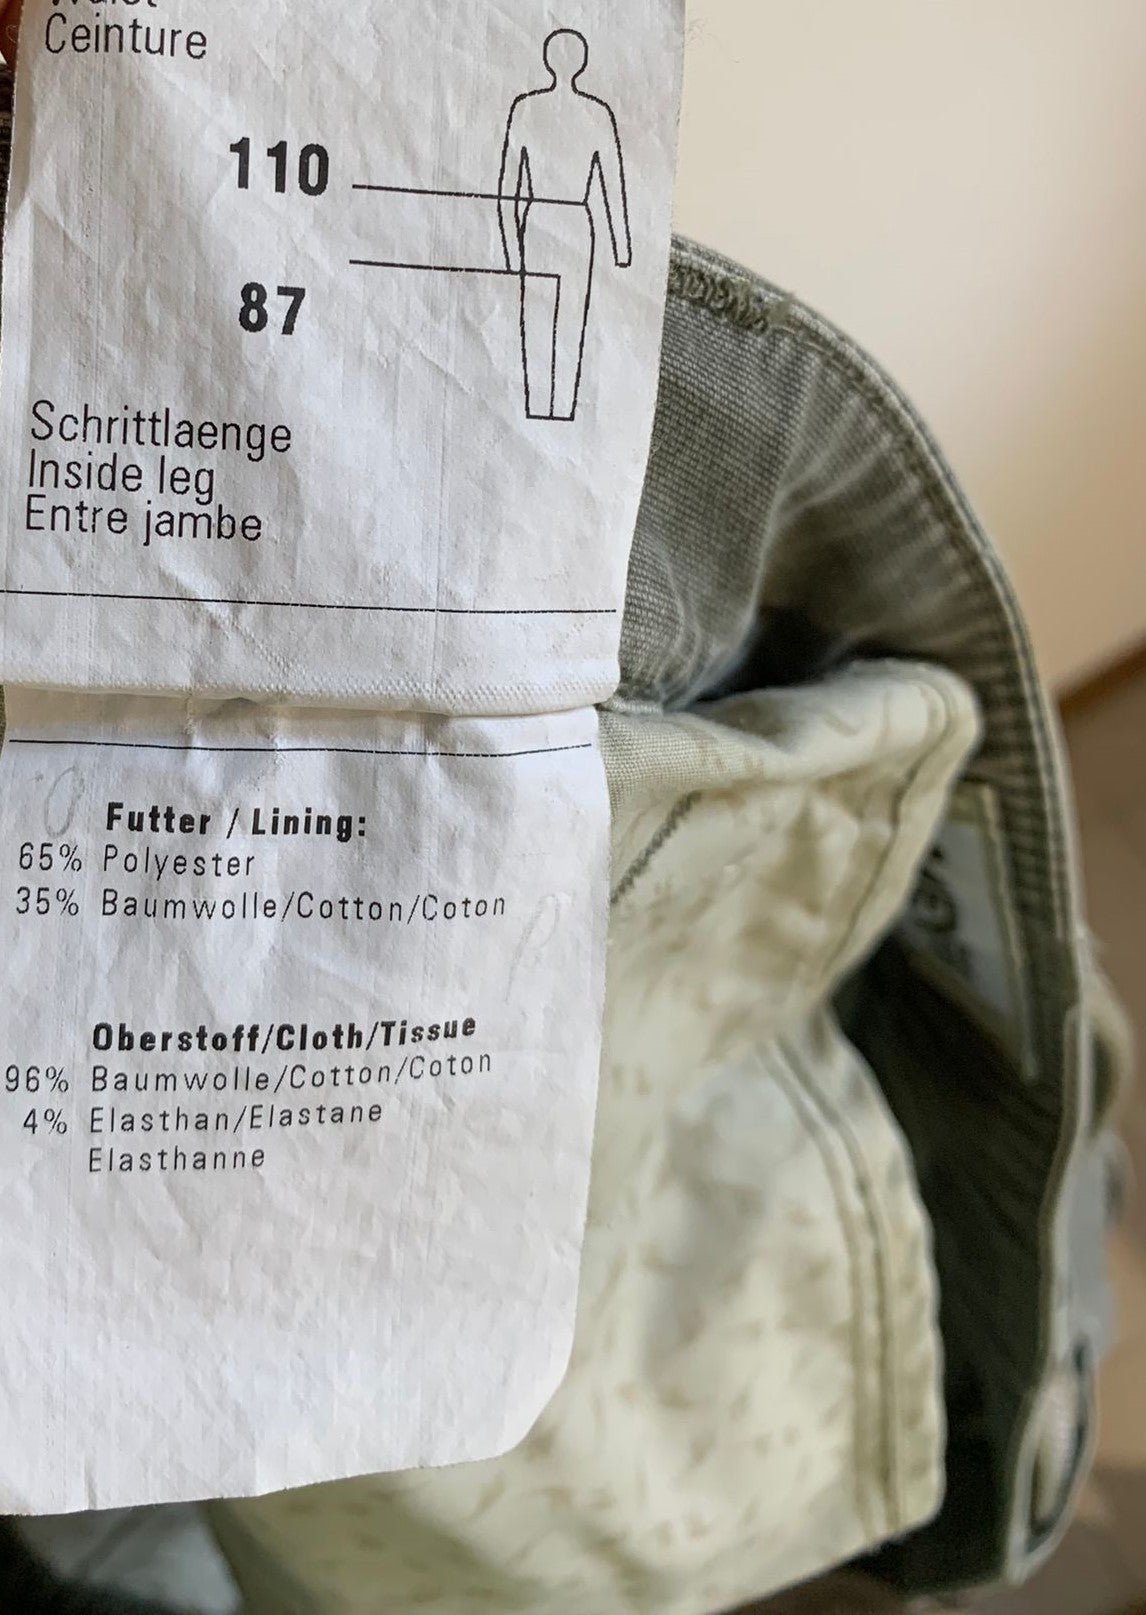 Ceinture
110
87
Schrittlaenge
Inside leg
Entre jambe
Futter / Lining:
65% Polyester
35% Baumwolle/Cotton/Coton
Oberstoff/Cloth/Tissue
96% Baumwolle/Cotton/Coton
4% Elasthan/Elastane
Elasthanne